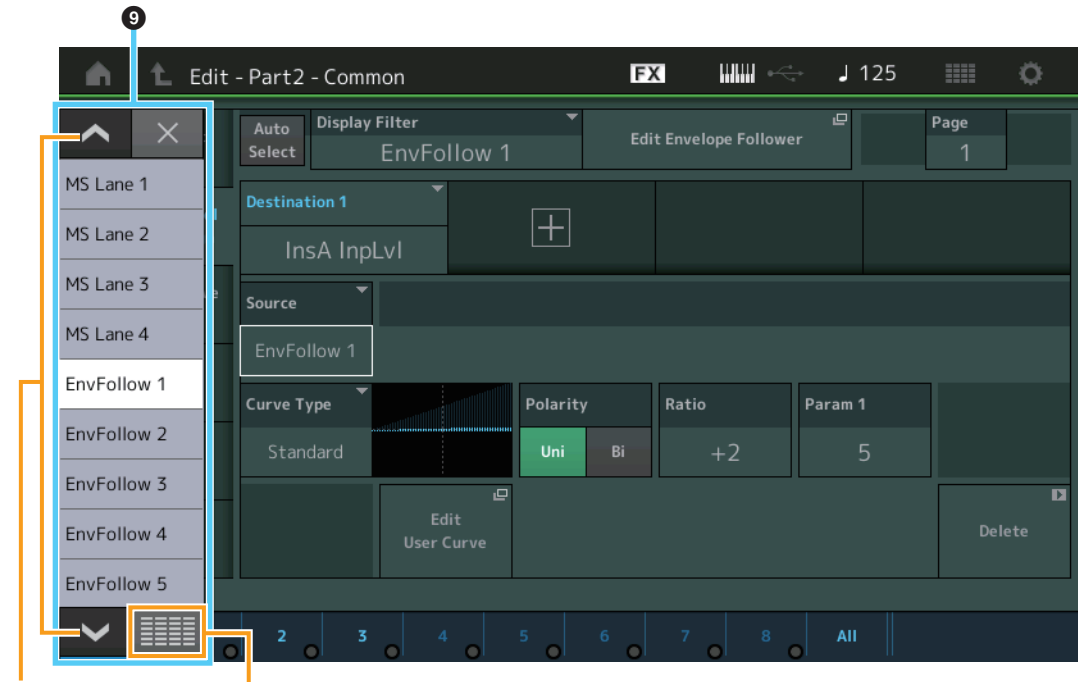 9
Edit - Part2 - Common
FX
125
Auto Select
Display Filter
EnvFollow 1
Edit Envelope Follower
Page
1
MS Lane 1
MS Lane 2
MS Lane 3
MS Lane 4
EnvFollow 1
EnvFollow 2
EnvFollow 3
EnvFollow 4
EnvFollow 5
Destination 1
InsA InpLvl
Source
EnvFollow 1
Curve Type
Standard
Polarity
Uni
Bi
Ratio
+2
Param 1
5
Edit
User Curve
Delete
2
3
4
5
6
7
8
All